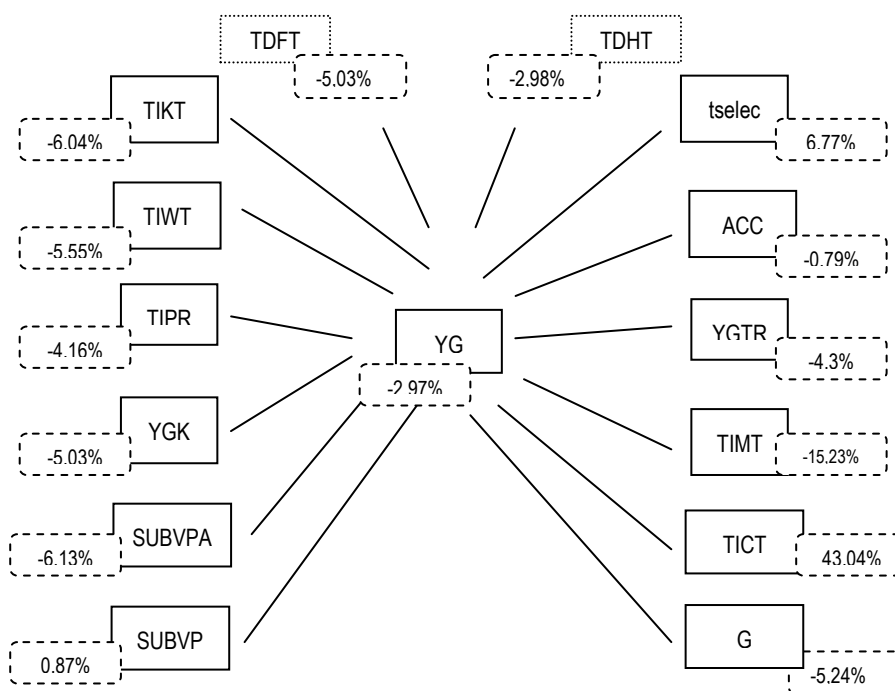 TDFT
-5.03%
TDHT
-2.98%
TIKT
-6.04%
tselec
6.77%
TIWT
-5.55%
ACC
-0.79%
TIPR
-4.16%
YG
-2.97%
YGTR
-4.3%
YGK
-5.03%
TIMT
-15,23%
SUBVPA
-6.13%
TICT
43.04%
SUBVP
0.87%
G
-5,24%